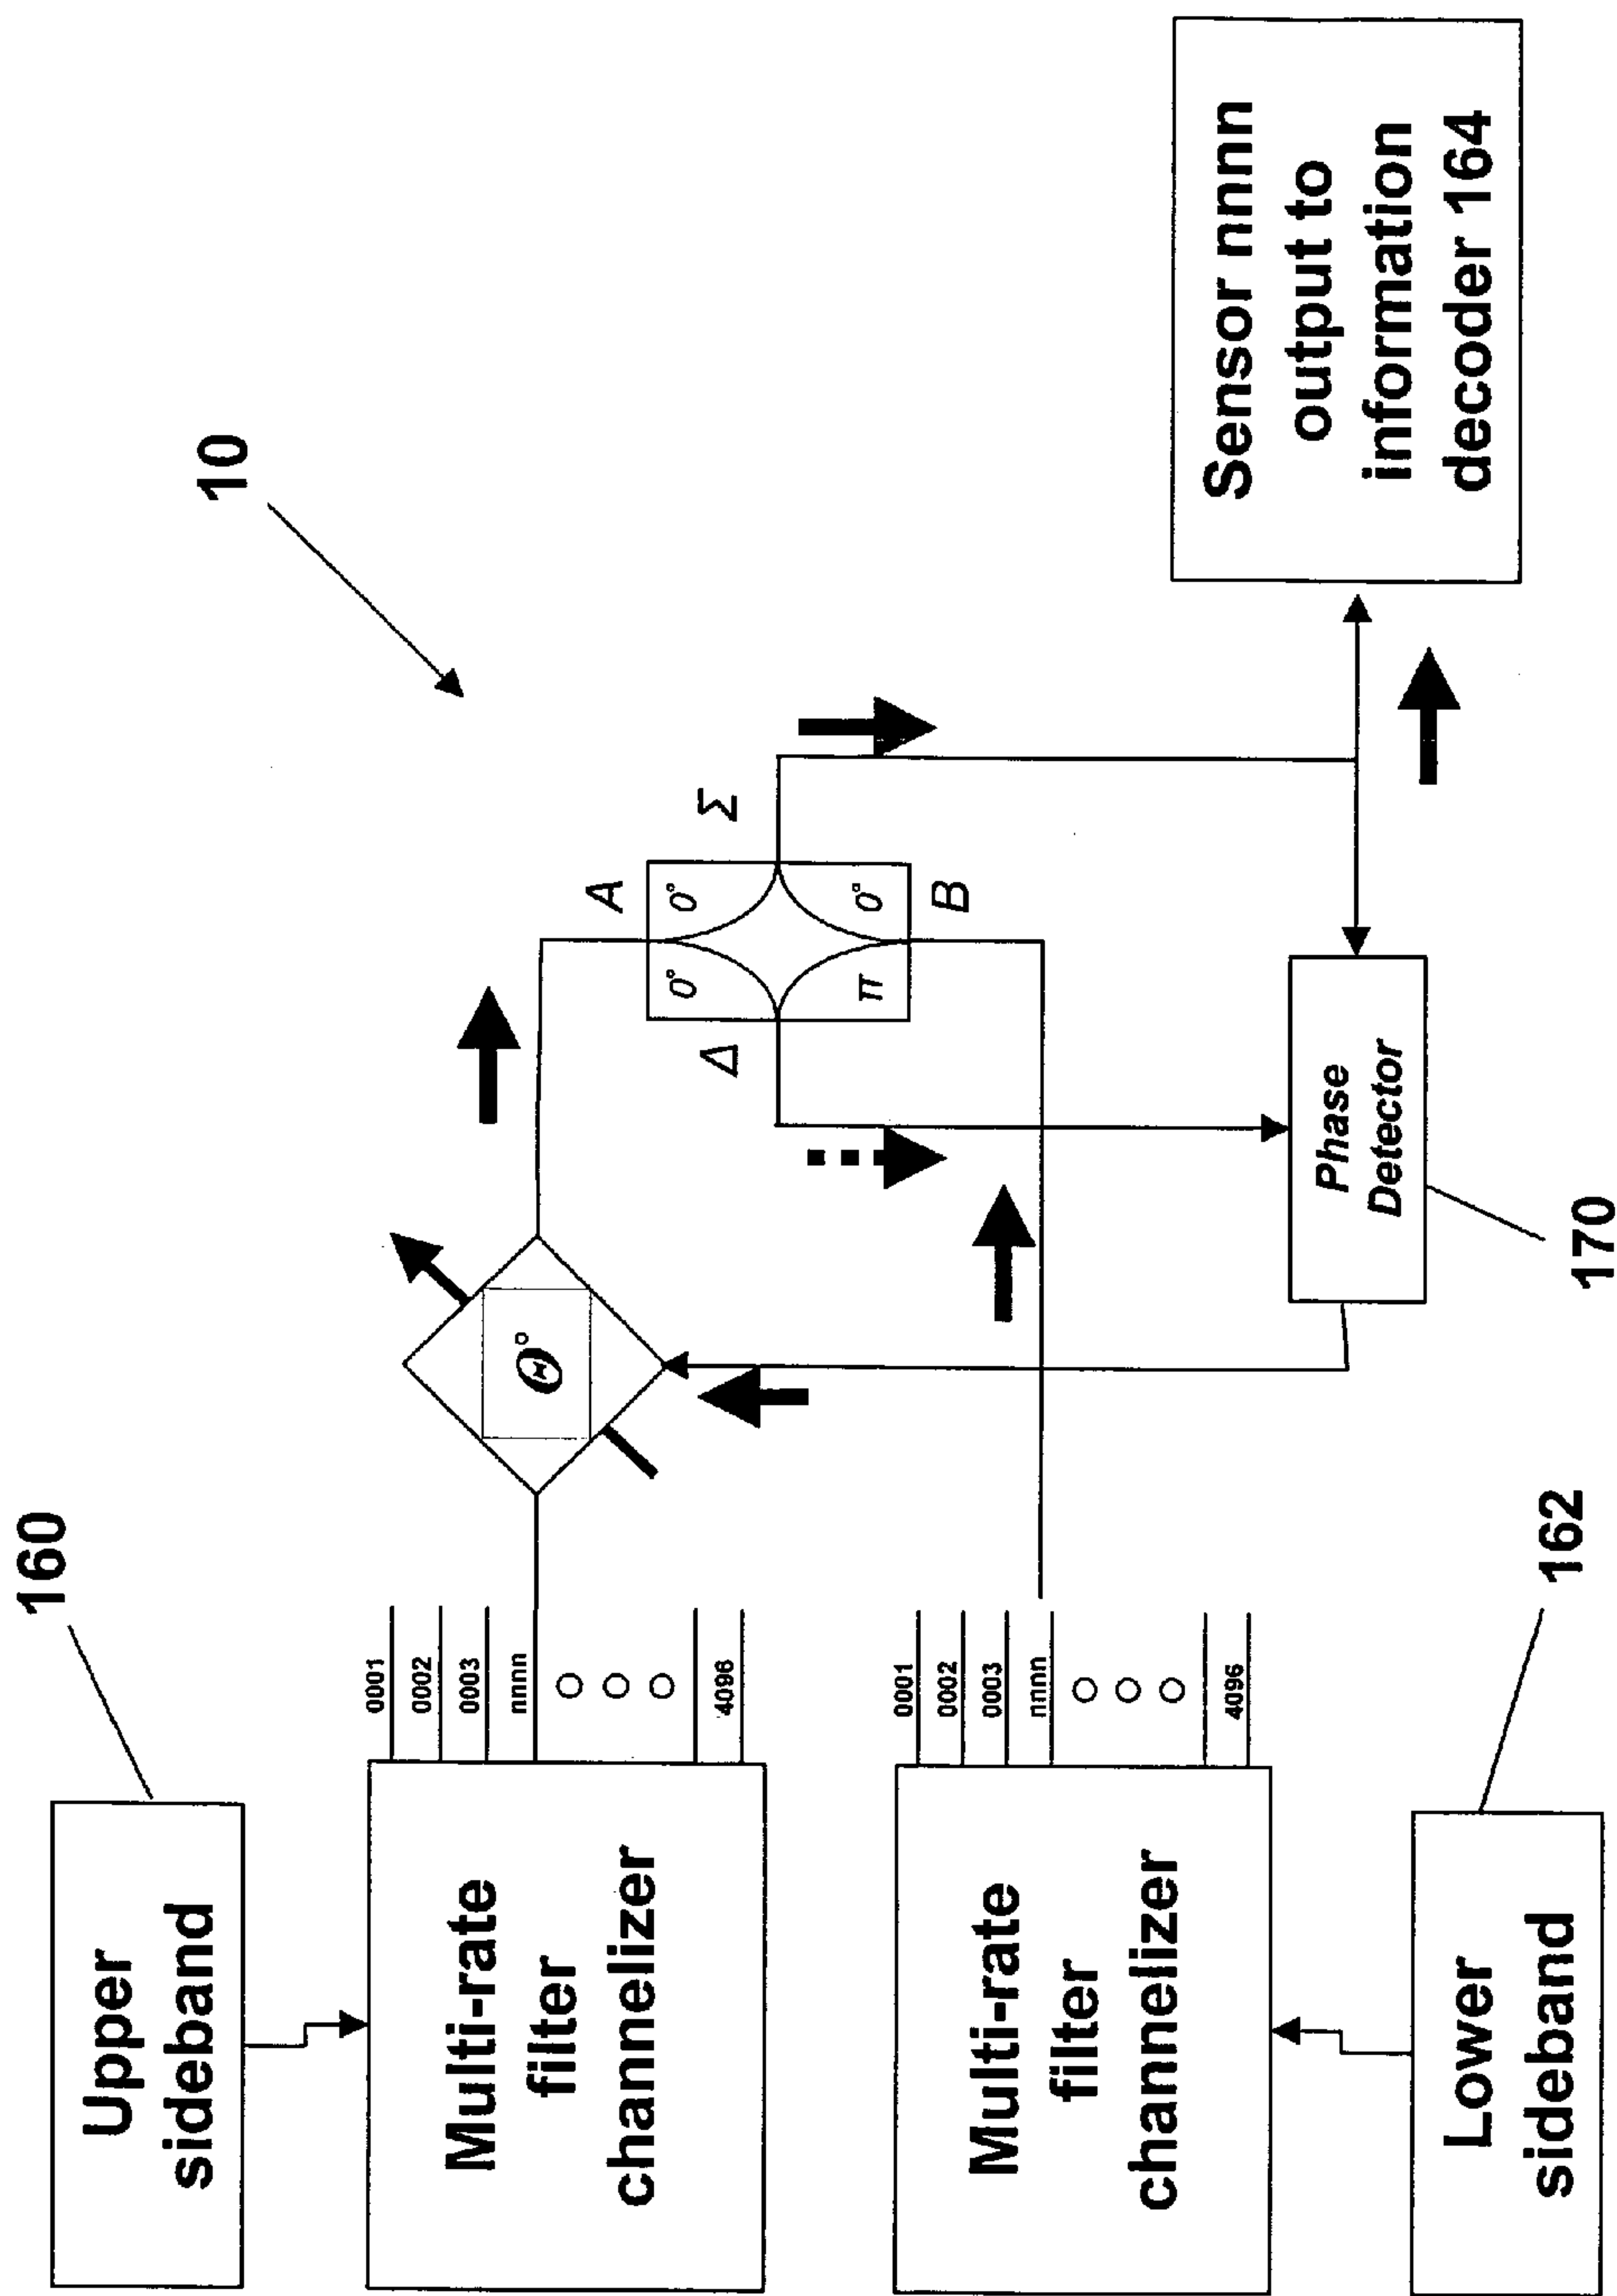 160
Upper
sideband
10
Multi-rate
filter
channelizer
0001
0002
0003
nnnn
4096
Θ°
A
0°
0°
Δ
Σ
π
0°
B
Multi-rate
filter
channelizer
0001
0002
0003
nnnn
4096
Phase
Detector
170
Sensor nnnn
output to
information
decoder 164
Lower
sideband
162